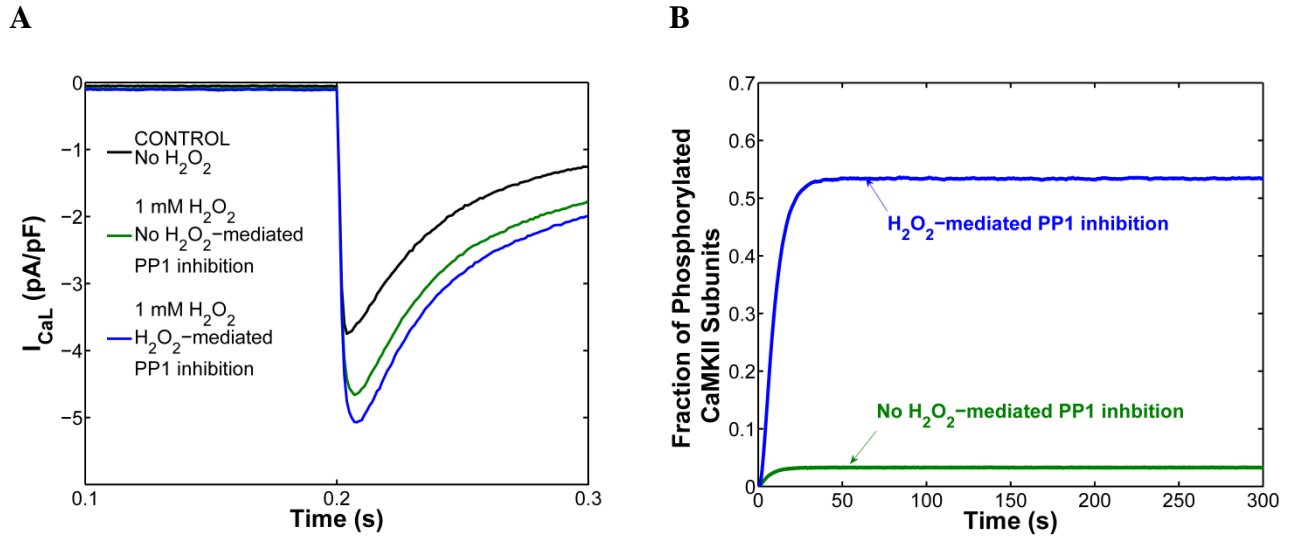 A
B
0
−1
−2
−3
−4
−5
I_CaL (pA/pF)
CONTROL
No H₂O₂
1 mM H₂O₂
No H₂O₂−mediated
PP1 inhibition
1 mM H₂O₂
H₂O₂−mediated
PP1 inhibition
0.1
0.2
0.3
Time (s)
0.7
0.6
0.5
0.4
0.3
0.2
0.1
0
Fraction of Phosphorylated
CaMKII Subunits
H₂O₂−mediated PP1 inhibition
No H₂O₂−mediated PP1 inhbition
0
50
100
150
200
250
300
Time (s)